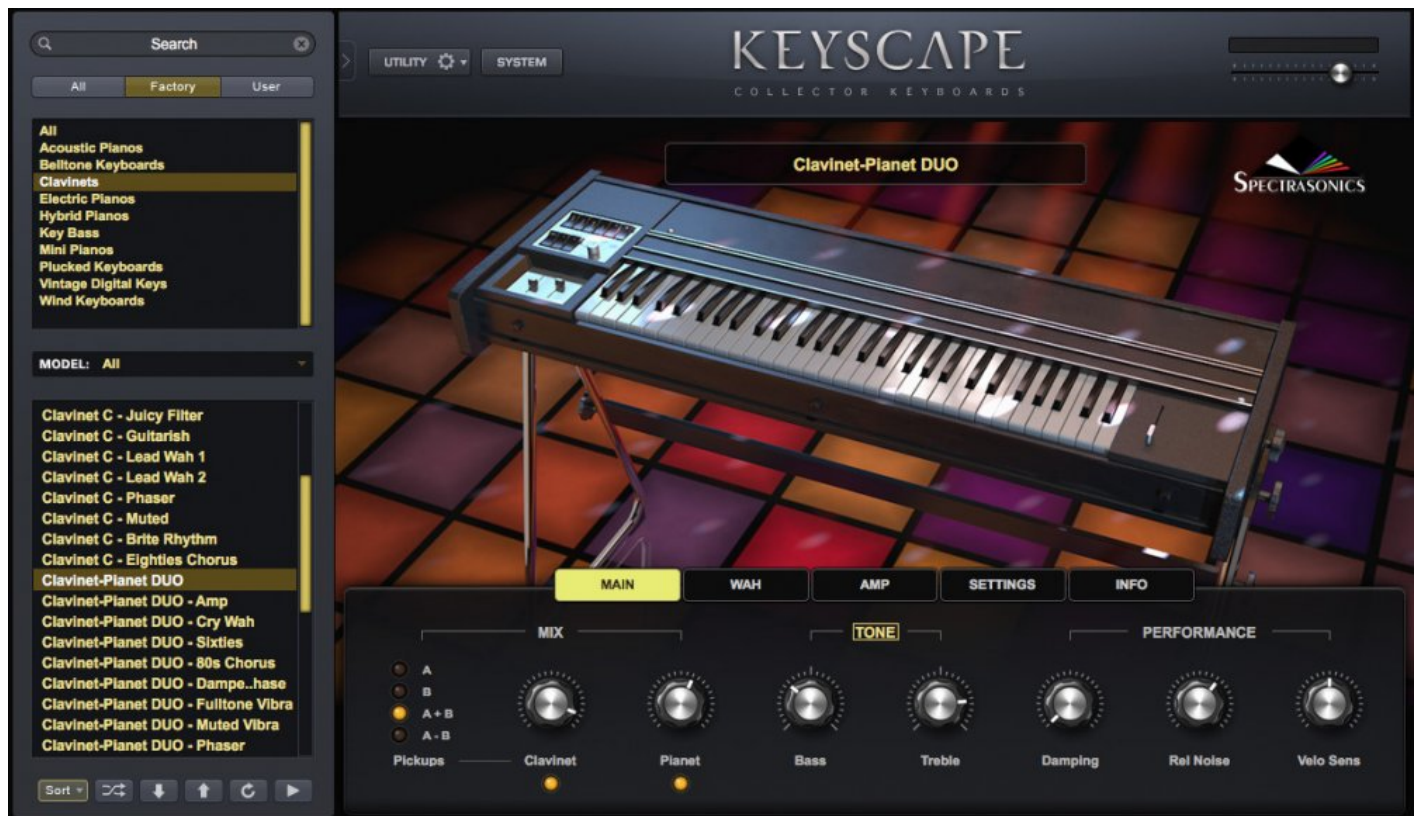 Search
All Factory User
All
Acoustic Pianos
Belltone Keyboards
Clavinets
Electric Pianos
Hybrid Pianos
Key Bass
Mini Pianos
Plucked Keyboards
Vintage Digital Keys
Wind Keyboards
MODEL: All
Clavinet C - Juicy Filter
Clavinet C - Guitarish
Clavinet C - Lead Wah 1
Clavinet C - Lead Wah 2
Clavinet C - Phaser
Clavinet C - Muted
Clavinet C - Brite Rhythm
Clavinet C - Eighties Chorus
Clavinet-Pianet DUO
Clavinet-Pianet DUO - Amp
Clavinet-Pianet DUO - Cry Wah
Clavinet-Pianet DUO - Sixties
Clavinet-Pianet DUO - 80s Chorus
Clavinet-Pianet DUO - Dampe..hase
Clavinet-Pianet DUO - Fulltone Vibra
Clavinet-Pianet DUO - Muted Vibra
Clavinet-Pianet DUO - Phaser
Sort
UTILITY SYSTEM
KEYSCAPE
COLLECTOR KEYBOARDS
Clavinet-Pianet DUO
SPECTRASONICS
MAIN WAH AMP SETTINGS INFO
MIX TONE PERFORMANCE
A
B
A + B
A - B
Pickups Clavinet Pianet Bass Treble Damping Rel Noise Velo Sens